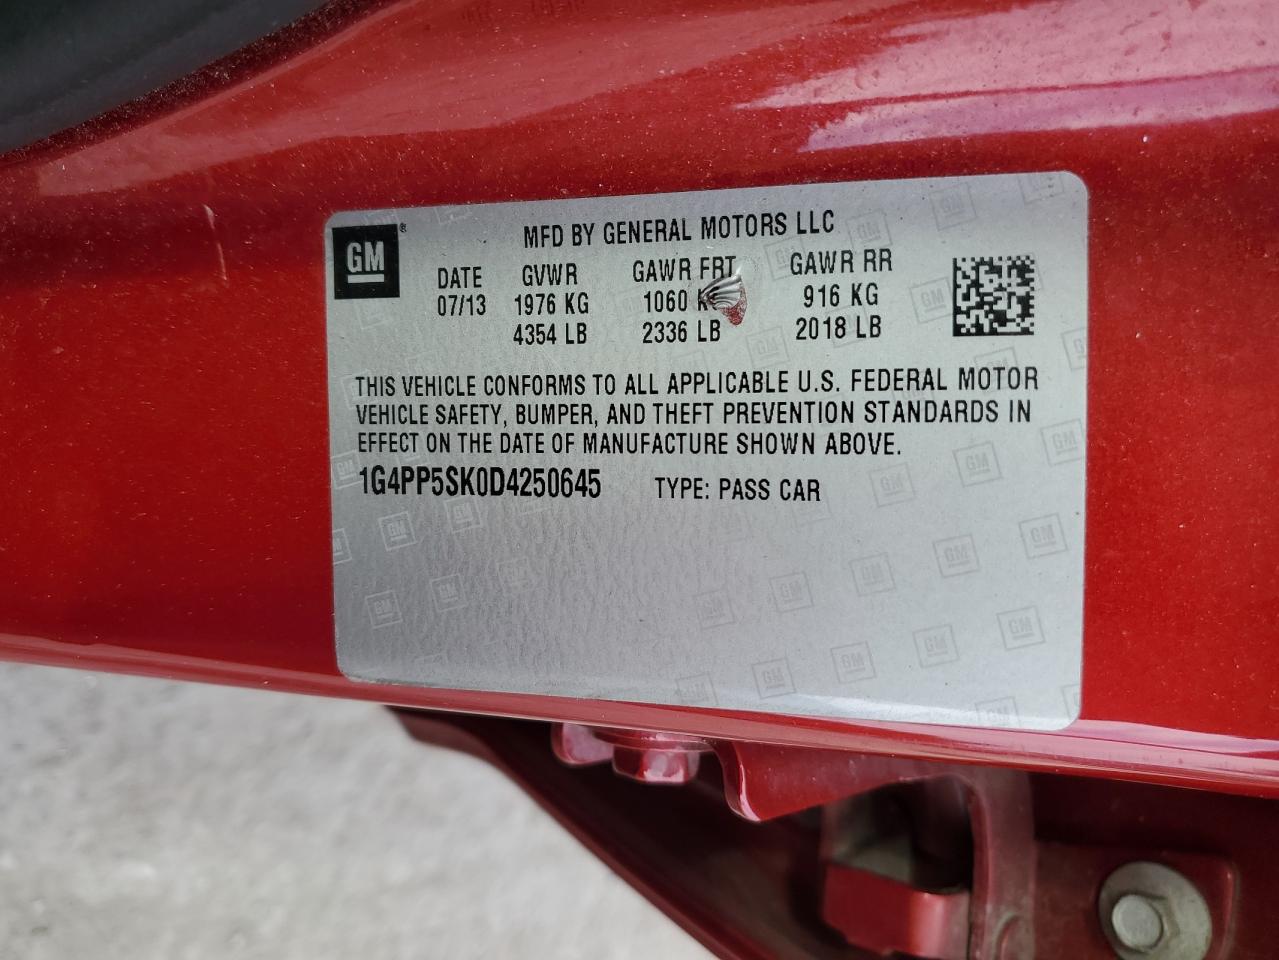 GM®
MFD BY GENERAL MOTORS LLC
DATE GVWR GAWR FRT GAWR RR
07/13 1976 KG 1060 916 KG
4354 LB 2336 LB 2018 LB
THIS VEHICLE CONFORMS TO ALL APPLICABLE U.S. FEDERAL MOTOR
VEHICLE SAFETY, BUMPER, AND THEFT PREVENTION STANDARDS IN
EFFECT ON THE DATE OF MANUFACTURE SHOWN ABOVE.
1G4PP5SK0D4250645 TYPE: PASS CAR